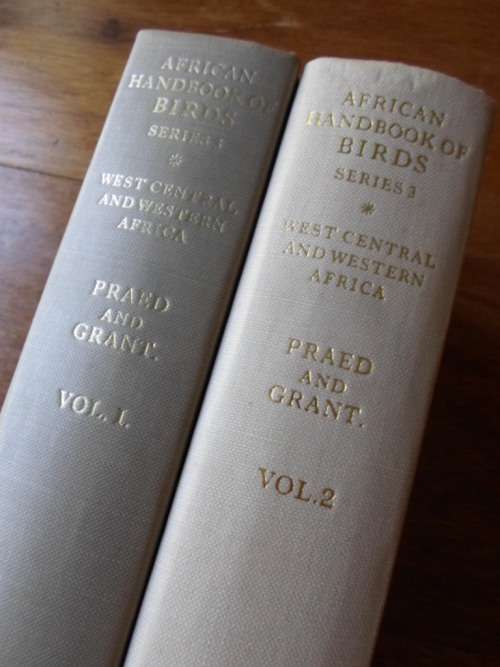 AFRICAN
HANDBOOK OF
BIRDS
SERIES 3
*
WEST CENTRAL
AND WESTERN
AFRICA
PRAED
AND
GRANT.
VOL. 1.
AFRICAN
HANDBOOK OF
BIRDS
SERIES 3
*
WEST CENTRAL
AND WESTERN
AFRICA
PRAED
AND
GRANT.
VOL.2